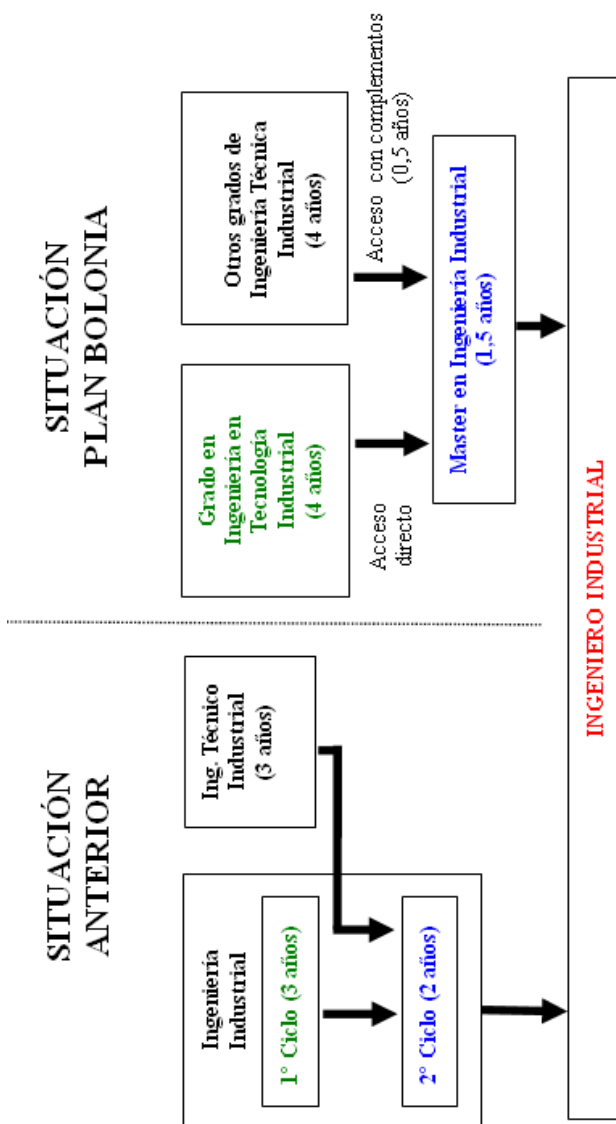 SITUACIÓN
ANTERIOR
Ingeniería
Industrial
1º Ciclo (3 años)
2º Ciclo (2 años)
Ing. Técnico
Industrial
(3 años)
SITUACIÓN
PLAN BOLONIA
Grado en
Ingeniería en
Tecnología
Industrial
(4 años)
Acceso
directo
Otros grados de
Ingeniería Técnica
Industrial
(4 años)
Acceso con complementos
(0,5 años)
Master en Ingeniería Industrial
(1,5 años)
INGENIERO INDUSTRIAL